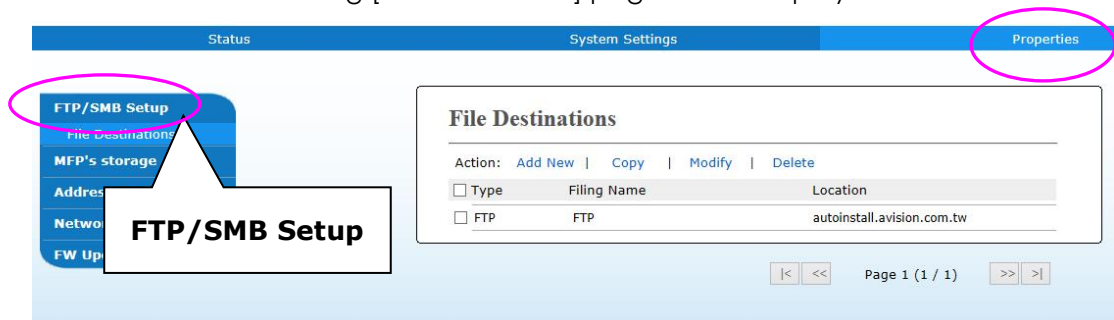 Status System Settings Properties
FTP/SMB Setup
File Destinations
MFP's storage
FTP/SMB Setup
File Destinations
Action: Add New | Copy | Modify | Delete
Type Filing Name Location
FTP FTP autoinstall.avision.com.tw
|< << Page 1 (1 / 1) >> >|